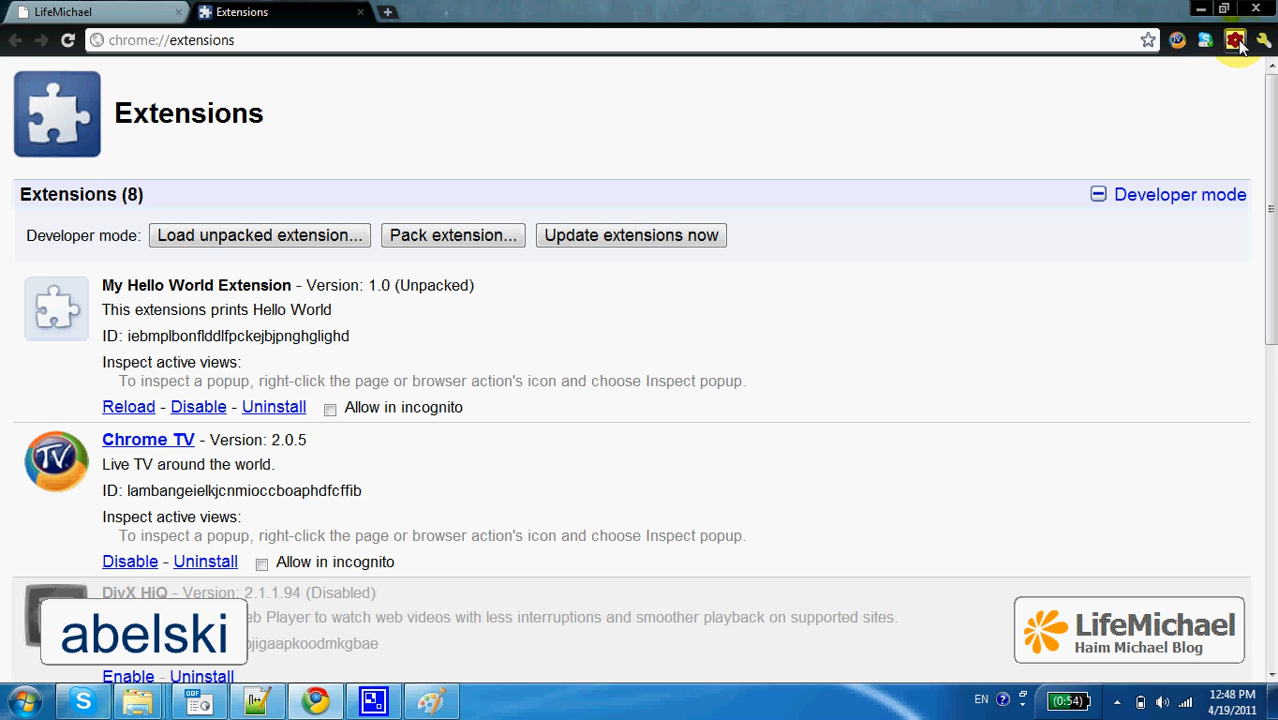 LifeMichael
Extensions
chrome://extensions
TV
Extensions
Extensions (8)
Developer mode
Developer mode:
Load unpacked extension...
Pack extension...
Update extensions now
My Hello World Extension - Version: 1.0 (Unpacked)
This extensions prints Hello World
ID: iebmplbonflddlfpckejbjpnghglighd
Inspect active views:
To inspect a popup, right-click the page or browser action's icon and choose Inspect popup.
Reload - Disable - Uninstall
Allow in incognito
TV
Chrome TV - Version: 2.0.5
Live TV around the world.
ID: lambangeielkjcnmioccboaphdfcffib
Inspect active views:
To inspect a popup, right-click the page or browser action's icon and choose Inspect popup.
Disable - Uninstall
Allow in incognito
DivX HiQ - Version: 2.1.1.94 (Disabled)
Player to watch web videos with less interruptions and smoother playback on supported sites.
ojigaapkoodmkgbae
Enable - Uninstall
abelski
LifeMichael
Haim Michael Blog
ODF
EN
(0:54)
12:48 PM
4/19/2011